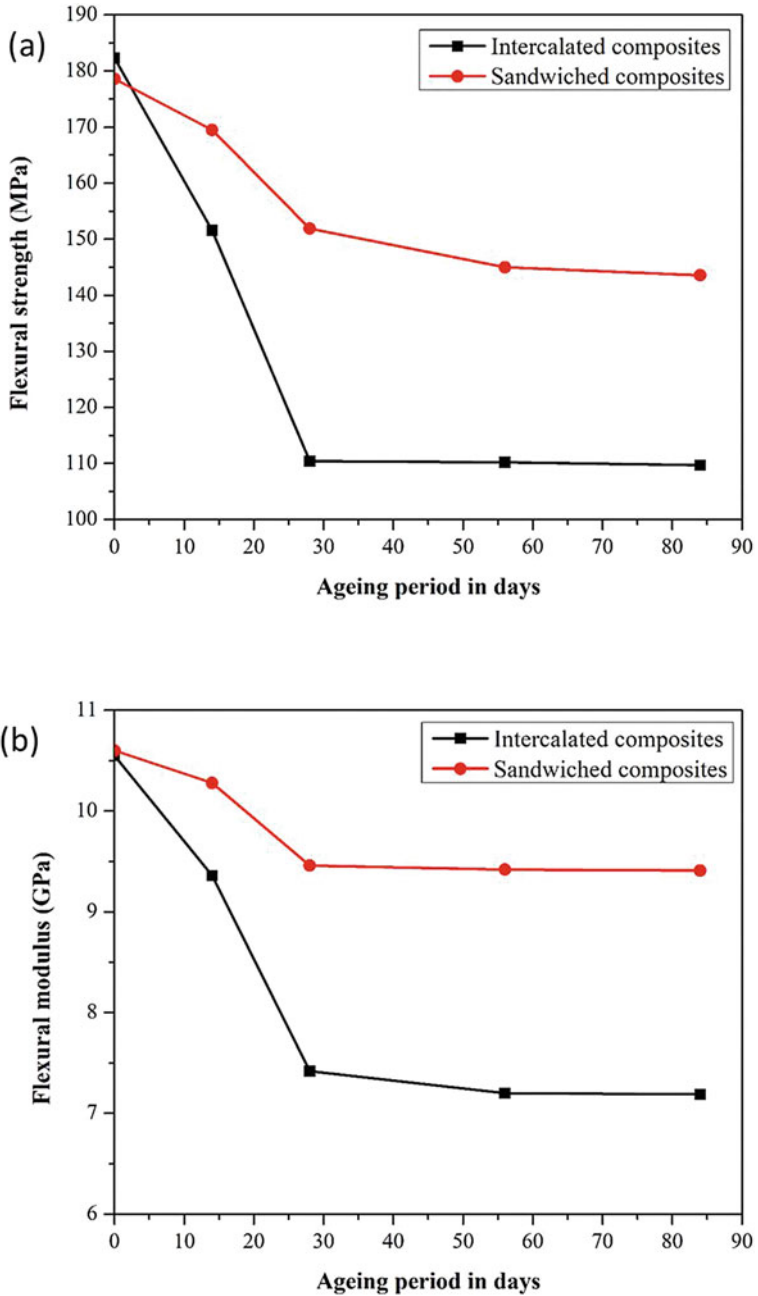 (a)
190
180
170
160
150
140
130
120
110
100
Flexural strength (MPa)
Intercalated composites
Sandwiched composites
0 10 20 30 40 50 60 70 80 90
Ageing period in days
(b)
11
10
9
8
7
6
Flexural modulus (GPa)
Intercalated composites
Sandwiched composites
0 10 20 30 40 50 60 70 80 90
Ageing period in days